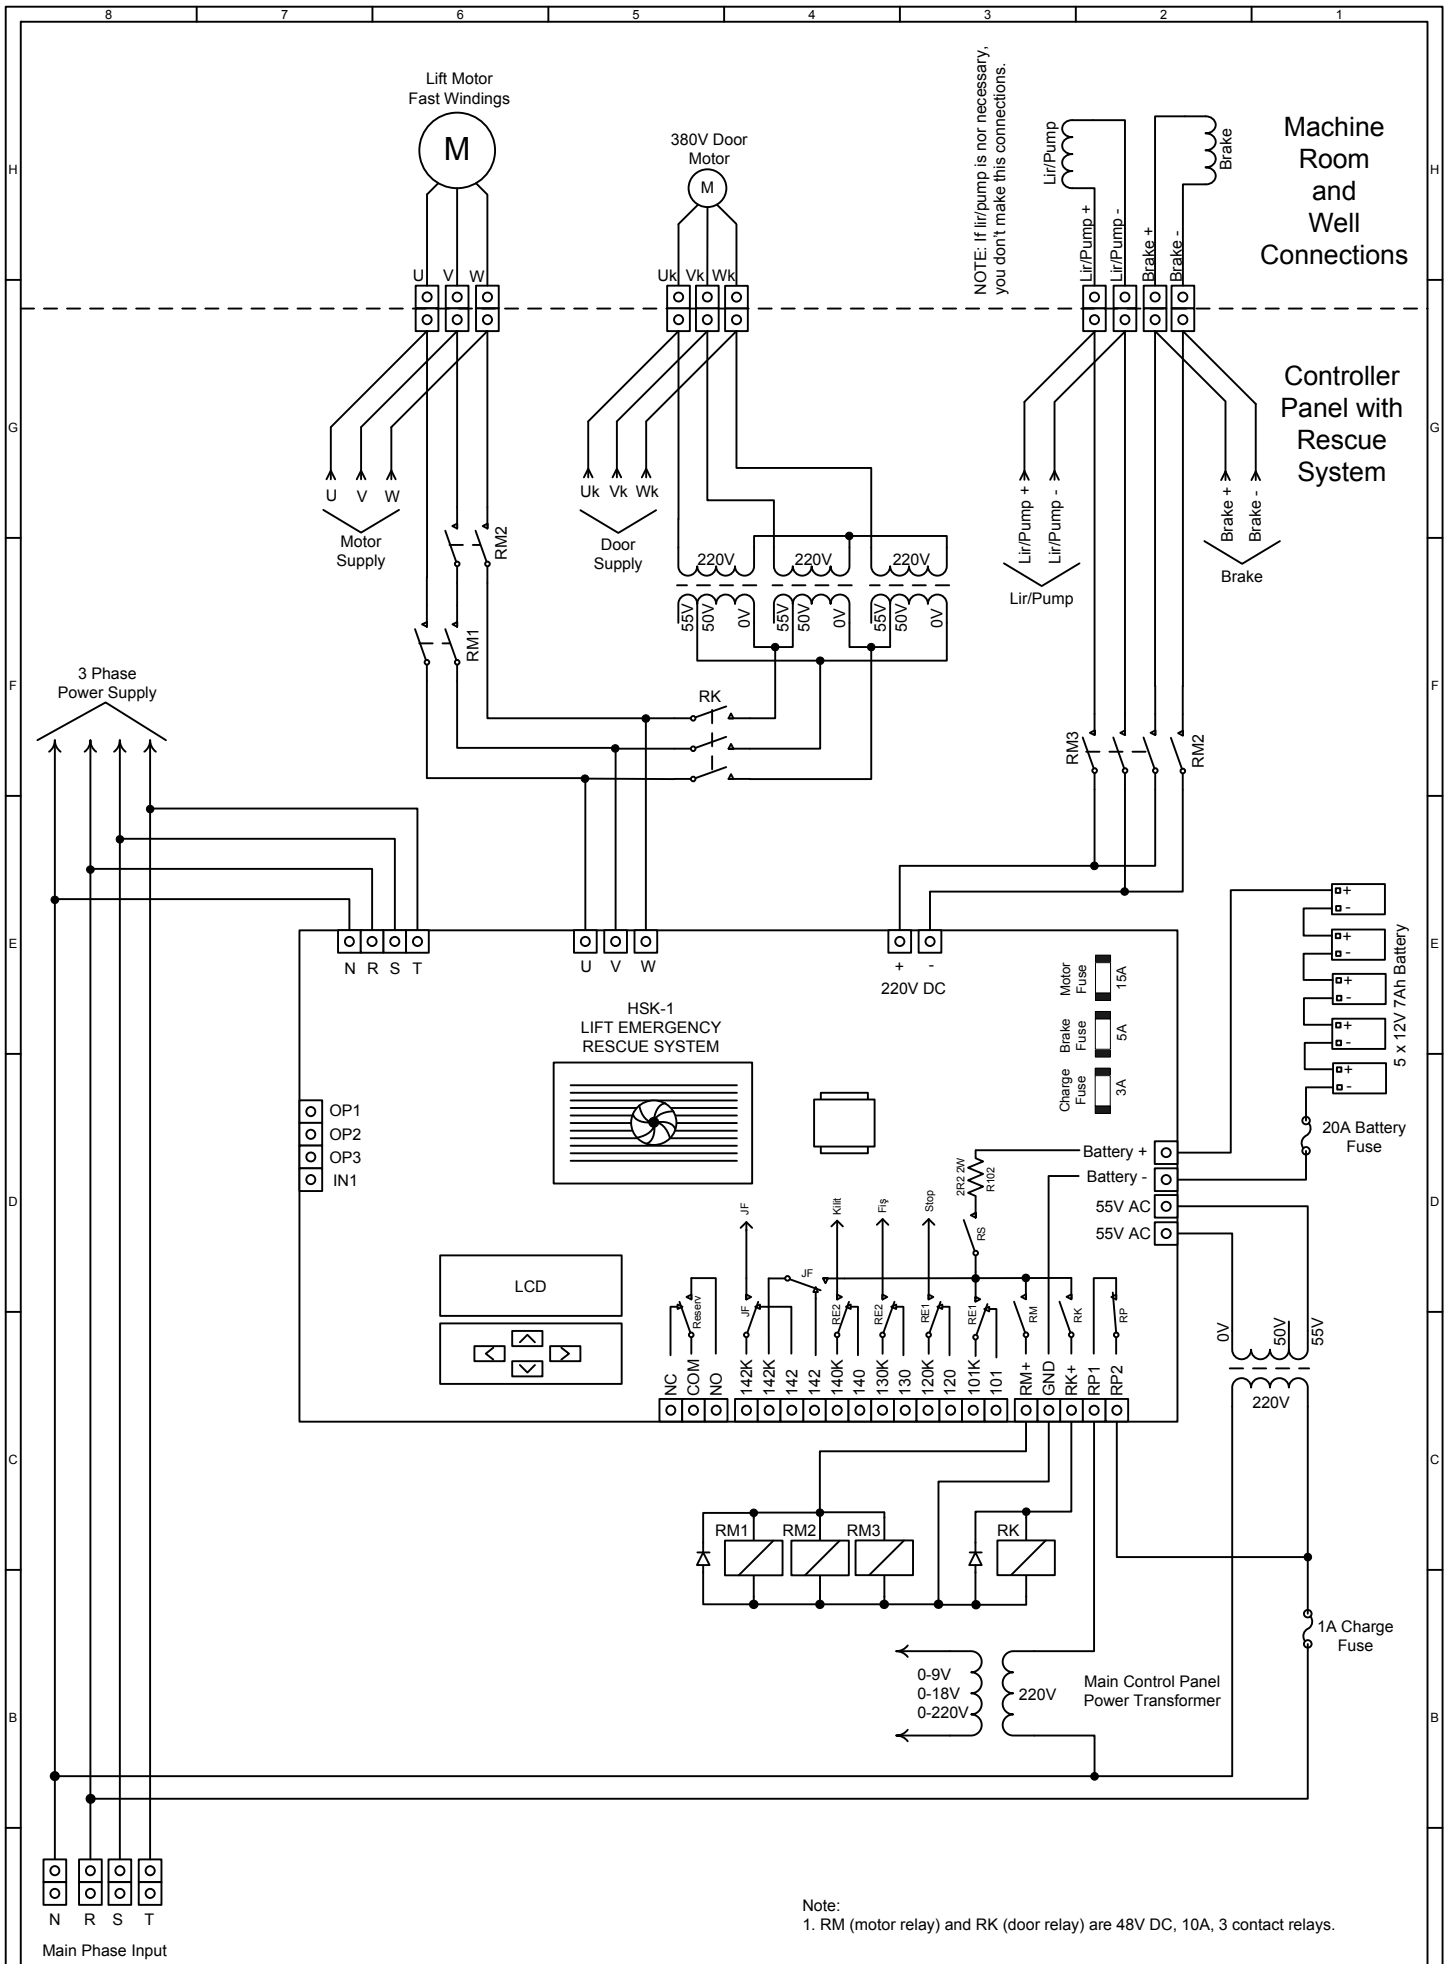 8 7 6 5 4 3 2 1
Lift Motor
Fast Windings
M
380V Door
Motor
M
NOTE: If lir/pump is nor necessary,
you don't make this connections.
Lir/Pump
Brake
Machine
Room
and
Well
Connections
H
H
U V W
Uk Vk Wk
Lir/Pump +
Lir/Pump -
Brake +
Brake -
Controller
Panel with
Rescue
System
G
G
U V W
Motor
Supply
Uk Vk Wk
Door
Supply
Lir/Pump +
Lir/Pump -
Lir/Pump
Brake +
Brake -
Brake
RM2
RM1
220V 220V 220V
55V 50V 0V 55V 50V 0V 55V 50V 0V
RK
RM3
RM2
F
F
3 Phase
Power Supply
E
E
N R S T
U V W
+ -
220V DC
HSK-1
LIFT EMERGENCY
RESCUE SYSTEM
Motor
Fuse
15A
Brake
Fuse
5A
Charge
Fuse
3A
+
-
+
-
+
-
+
-
+
-
5 x 12V 7Ah Battery
20A Battery
Fuse
OP1
OP2
OP3
IN1
D
D
Battery +
Battery -
55V AC
55V AC
2R2 2W
R102
RS
JF
Kilit
Fiş
Stop
LCD
Reserv
JF
JF
RE2
RE2
RE1
RE1
RM
RK
RP
NC
COM
NO
142K
142K
142
142
140K
140
130K
130
120K
120
101K
101
RM+
GND
RK+
RP1
RP2
0V
50V
55V
220V
C
C
RM1 RM2 RM3 RK
1A Charge
Fuse
0-9V
0-18V
0-220V
220V
Main Control Panel
Power Transformer
B
B
N R S T
Main Phase Input
Note:
1. RM (motor relay) and RK (door relay) are 48V DC, 10A, 3 contact relays.